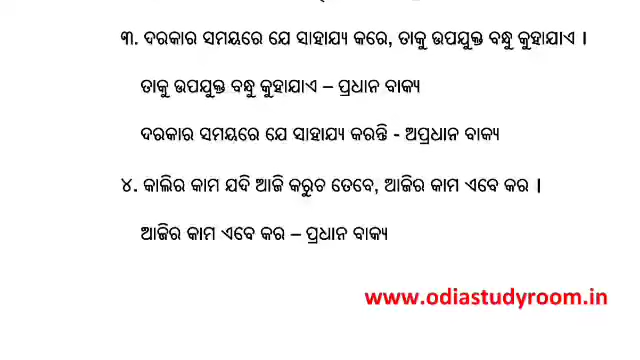 ୩. ଦରକାର ସମୟରେ ଯେ ସାହାଯ୍ୟ କରେ, ତାକୁ ଉପଯୁକ୍ତ ବନ୍ଧୁ କୁହାଯାଏ ।
ତାକୁ ଉପଯୁକ୍ତ ବନ୍ଧୁ କୁହାଯାଏ – ପ୍ରଧାନ ବାକ୍ୟ
ଦରକାର ସମୟରେ ଯେ ସାହାଯ୍ୟ କରନ୍ତି - ଅପ୍ରଧାନ ବାକ୍ୟ
୪. କାଲିର କାମ ଯଦି ଆଜି କରୁଚ ତେବେ, ଆଜିର କାମ ଏବେ କର ।
ଆଜିର କାମ ଏବେ କର – ପ୍ରଧାନ ବାକ୍ୟ
www.odiastudyroom.in